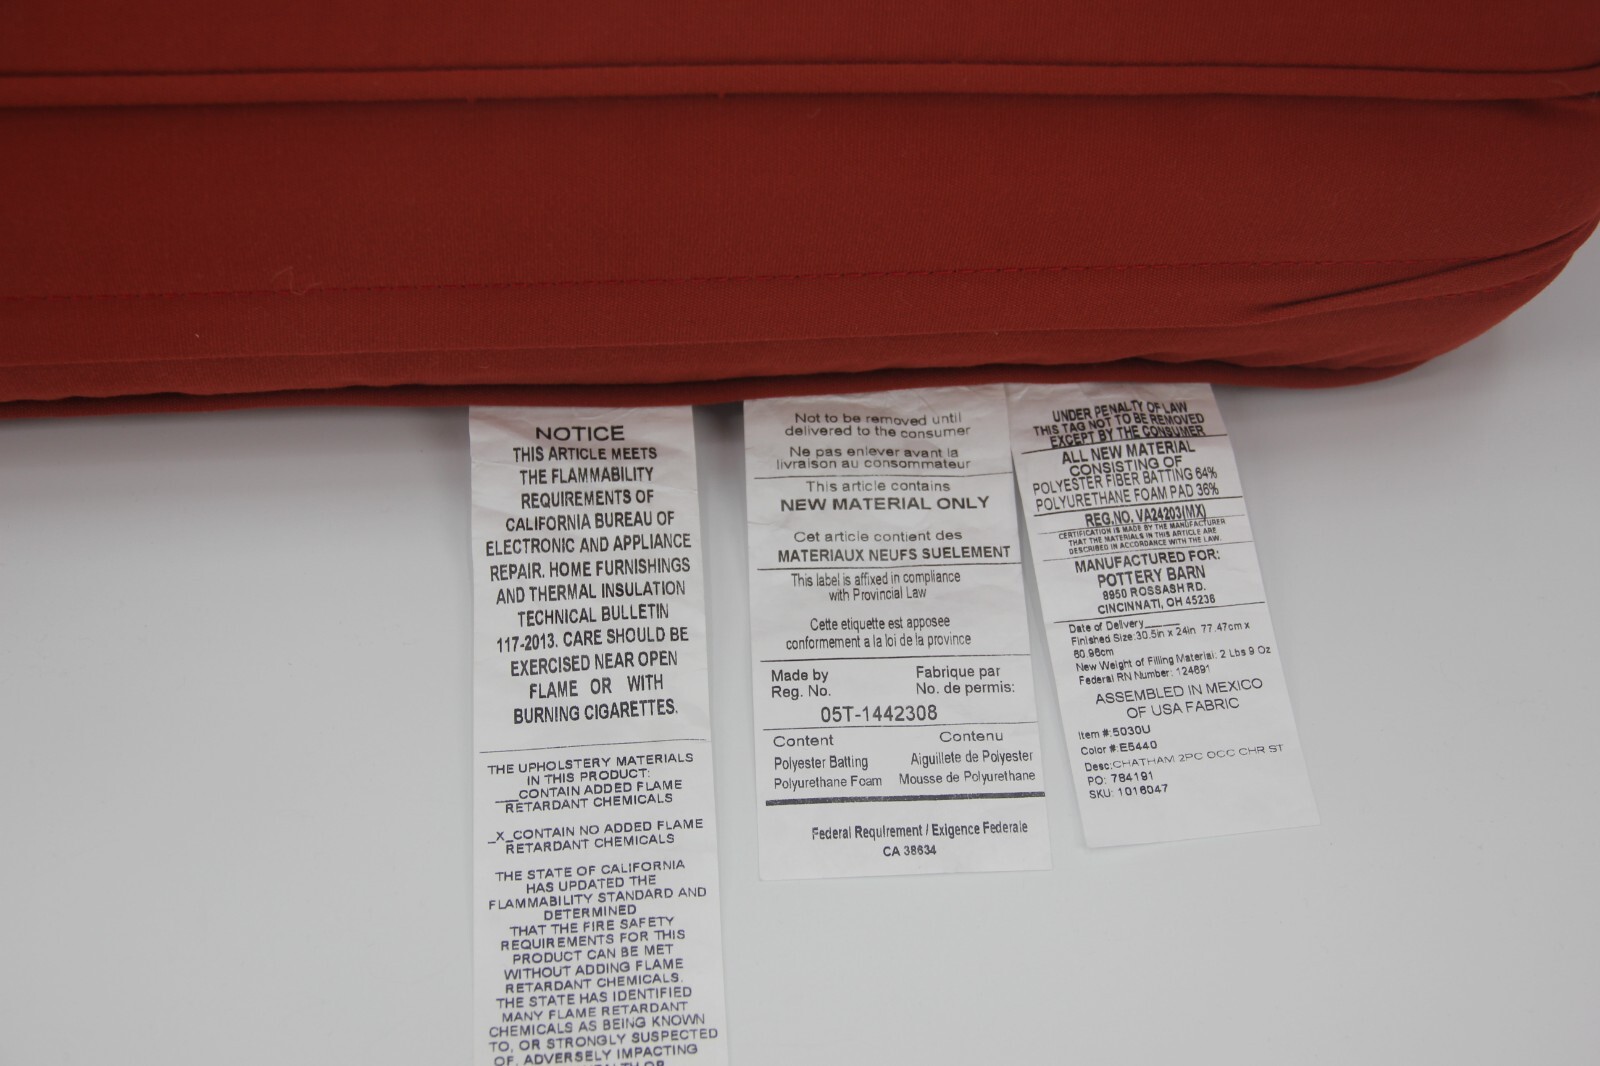 NOTICE
THIS ARTICLE MEETS
THE FLAMMABILITY
REQUIREMENTS OF
CALIFORNIA BUREAU OF
ELECTRONIC AND APPLIANCE
REPAIR. HOME FURNISHINGS
AND THERMAL INSULATION
TECHNICAL BULLETIN
117-2013. CARE SHOULD BE
EXERCISED NEAR OPEN
FLAME OR WITH
BURNING CIGARETTES.
THE UPHOLSTERY MATERIALS
IN THIS PRODUCT:
___CONTAIN ADDED FLAME
RETARDANT CHEMICALS
_X_CONTAIN NO ADDED FLAME
RETARDANT CHEMICALS
THE STATE OF CALIFORNIA
HAS UPDATED THE
FLAMMABILITY STANDARD AND
DETERMINED
THAT THE FIRE SAFETY
REQUIREMENTS FOR THIS
PRODUCT CAN BE MET
WITHOUT ADDING FLAME
RETARDANT CHEMICALS.
THE STATE HAS IDENTIFIED
MANY FLAME RETARDANT
CHEMICALS AS BEING KNOWN
TO, OR STRONGLY SUSPECTED
OF, ADVERSELY IMPACTING
Not to be removed until
delivered to the consumer
Ne pas enlever avant la
livraison au consommateur
This article contains
NEW MATERIAL ONLY
Cet article contient des
MATERIAUX NEUFS SUELEMENT
This label is affixed in compliance
with Provincial Law
Cette etiquette est apposee
conformement a la loi de la province
Made by Fabrique par
Reg. No. No. de permis:
05T-1442308
Content Contenu
Polyester Batting Aiguillete de Polyester
Polyurethane Foam Mousse de Polyurethane
Federal Requirement / Exigence Federale
CA 38634
UNDER PENALTY OF LAW
THIS TAG NOT TO BE REMOVED
EXCEPT BY THE CONSUMER
ALL NEW MATERIAL
CONSISTING OF
POLYESTER FIBER BATTING 64%
POLYURETHANE FOAM PAD 36%
REG.NO. VA24203(MX)
CERTIFICATION IS MADE BY THE MANUFACTURER
THAT THE MATERIALS IN THIS ARTICLE ARE
DESCRIBED IN ACCORDANCE WITH THE LAW.
MANUFACTURED FOR:
POTTERY BARN
8950 ROSSASH RD.
CINCINNATI, OH 45236
Date of Delivery______
Finished Size:30.5in x 24in 77.47cm x
60.96cm
New Weight of Filling Material: 2 Lbs 9 Oz
Federal RN Number: 124691
ASSEMBLED IN MEXICO
OF USA FABRIC
Item #:5030U
Color #:E5440
Desc:CHATHAM 2PC OCC CHR ST
PO: 784191
SKU: 1016047